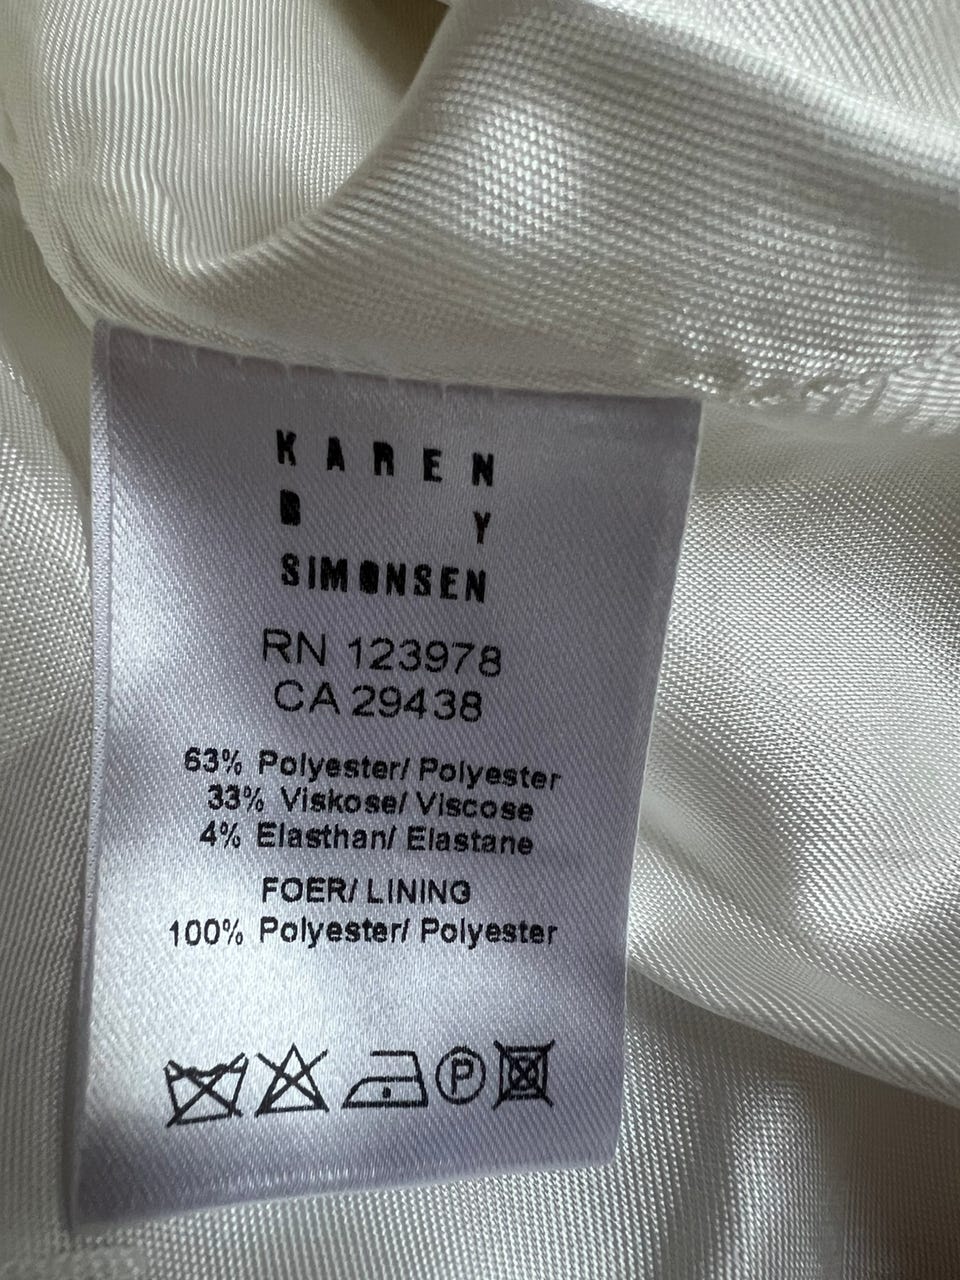 KAREN
B Y
SIMONSEN
RN 123978
CA 29438
63% Polyester/ Polyester
33% Viskose/ Viscose
4% Elasthan/ Elastane
FOER/ LINING
100% Polyester/ Polyester
P